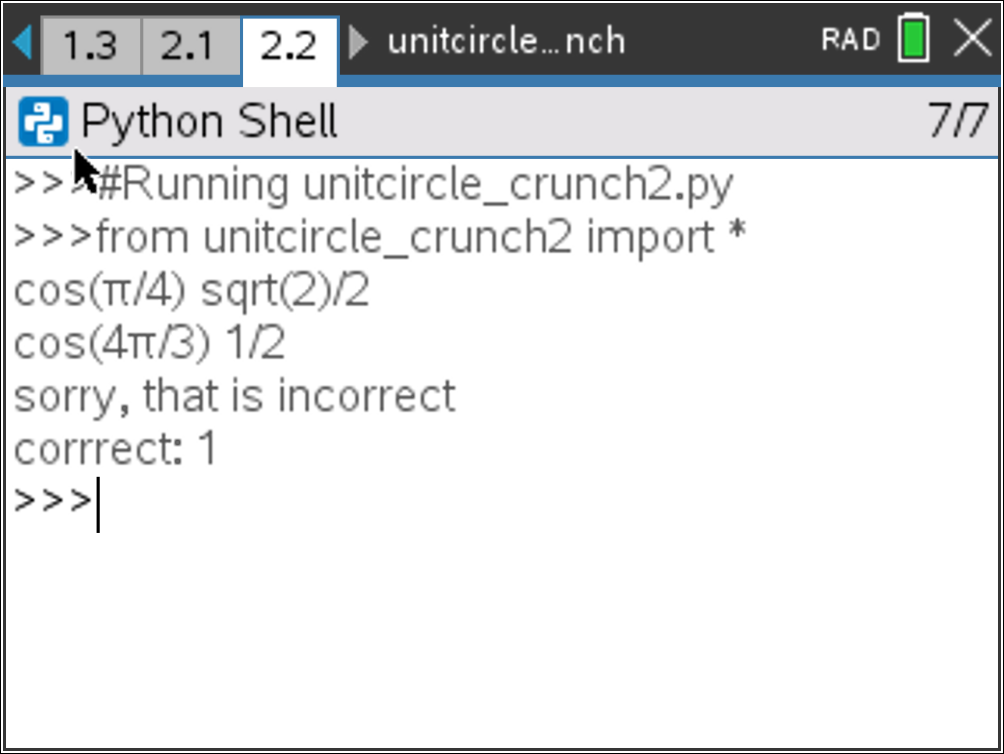 1.3 2.1 2.2 unitcircle…nch RAD
Python Shell 7/7
>>>#Running unitcircle_crunch2.py
>>>from unitcircle_crunch2 import *
cos(π/4) sqrt(2)/2
cos(4π/3) 1/2
sorry, that is incorrect
corrrect: 1
>>>